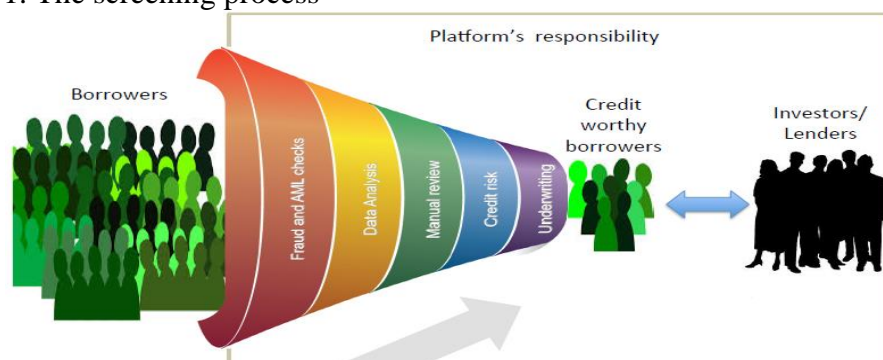 1. The screening process
Platform's responsibility
Borrowers
Fraud and AML checks
Data Analysis
Manual review
Credit risk
Underwriting
Credit
worthy
borrowers
Investors/
Lenders